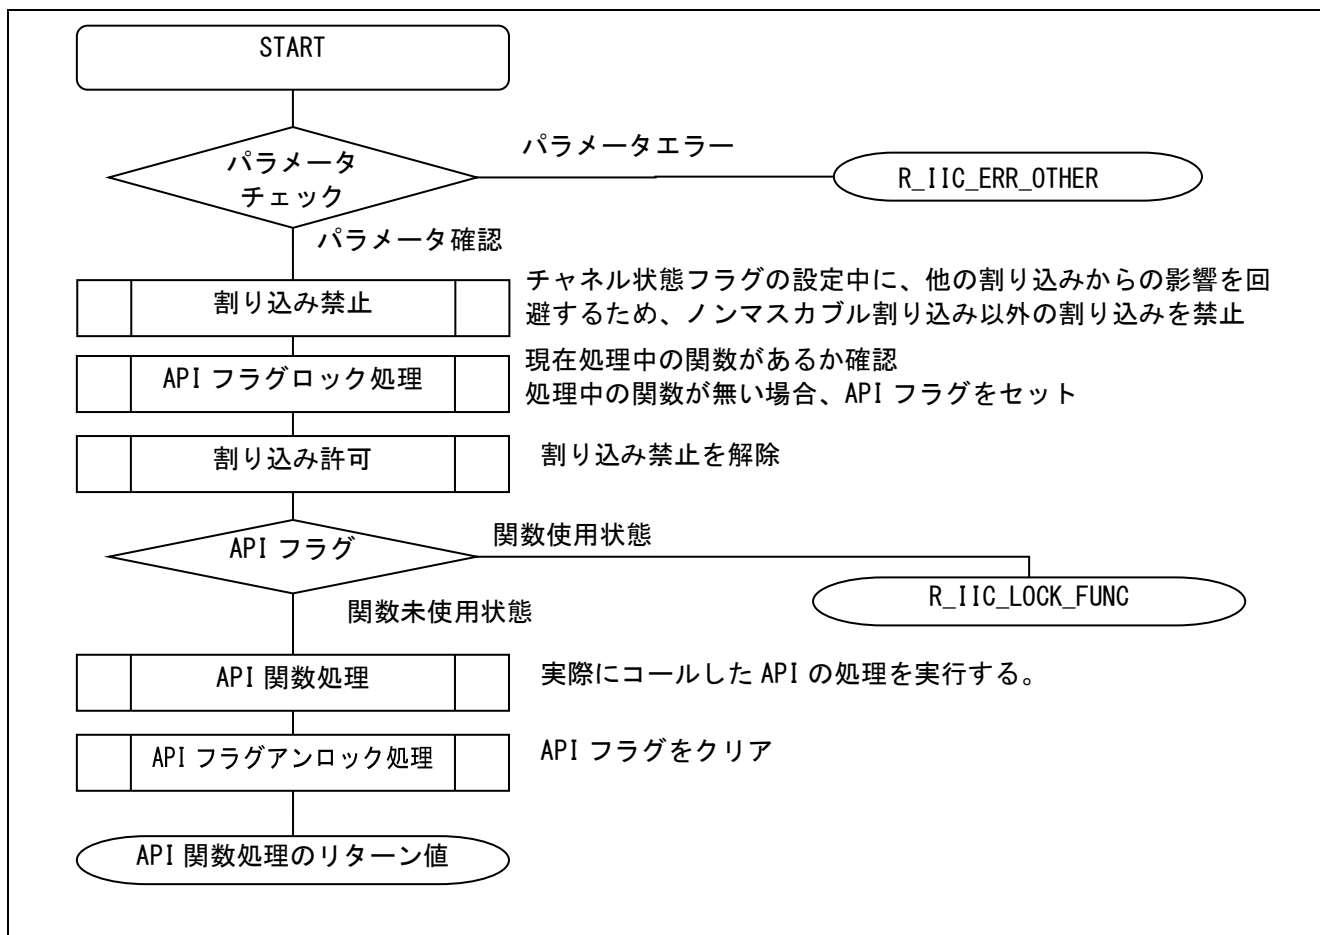 START
パラメータ
チェック
パラメータエラー
R_IIC_ERR_OTHER
パラメータ確認
割り込み禁止
チャネル状態フラグの設定中に、他の割り込みからの影響を回
避するため、ノンマスカブル割り込み以外の割り込みを禁止
API フラグロック処理
現在処理中の関数があるか確認
処理中の関数が無い場合、API フラグをセット
割り込み許可
割り込み禁止を解除
API フラグ
関数使用状態
R_IIC_LOCK_FUNC
関数未使用状態
API 関数処理
実際にコールした API の処理を実行する。
API フラグアンロック処理
API フラグをクリア
API 関数処理のリターン値